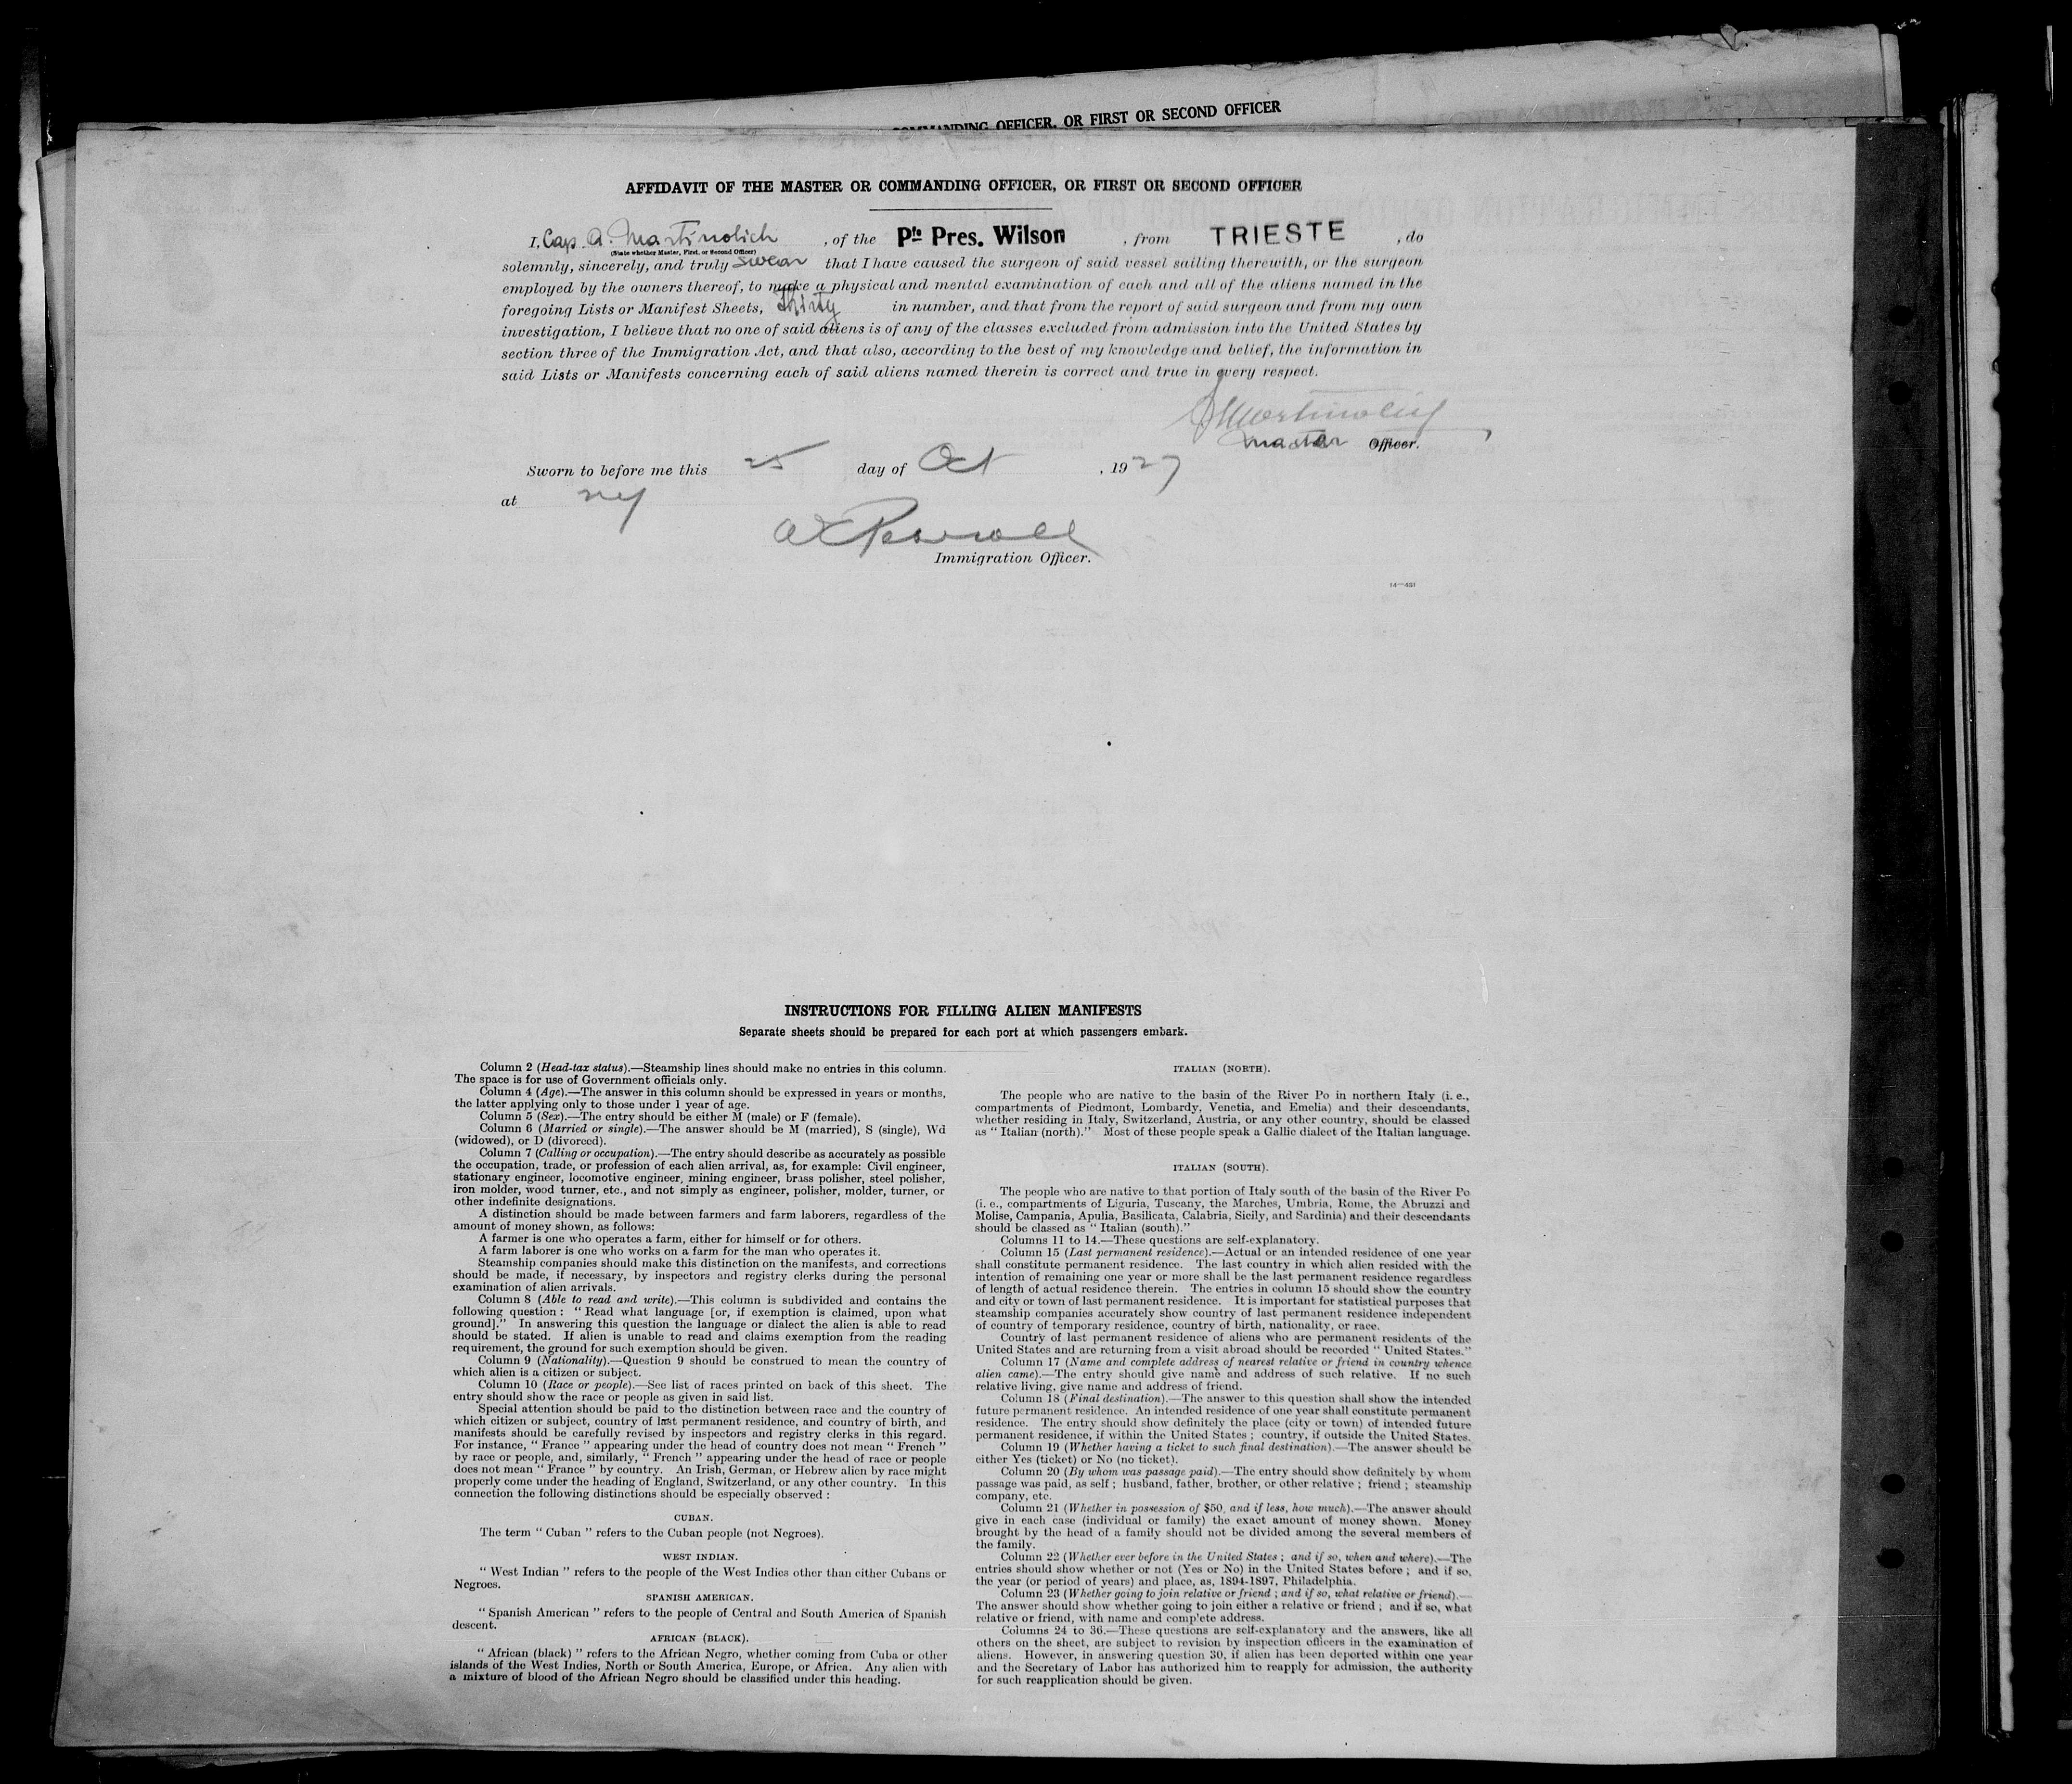 COMMANDING OFFICER, OR FIRST OR SECOND OFFICER
AFFIDAVIT OF THE MASTER OR COMMANDING OFFICER, OR FIRST OR SECOND OFFICER
I, Cap. A. Martinolich, of the Pfo Pres. Wilson, from TRIESTE, do
(State whether Master, First, or Second Officer)
solemnly, sincerely, and truly swear that I have caused the surgeon of said vessel sailing therewith, or the surgeon
employed by the owners thereof, to make a physical and mental examination of each and all of the aliens named in the
foregoing Lists or Manifest Sheets, Thirty in number, and that from the report of said surgeon and from my own
investigation, I believe that no one of said aliens is of any of the classes excluded from admission into the United States by
section three of the Immigration Act, and that also, according to the best of my knowledge and belief, the information in
said Lists or Manifests concerning each of said aliens named therein is correct and true in every respect.
Martinolich
Master Officer.
Sworn to before me this 25 day of Oct, 1927
at ny
Immigration Officer.
14—451
INSTRUCTIONS FOR FILLING ALIEN MANIFESTS
Separate sheets should be prepared for each port at which passengers embark.
Column 2 (Head-tax status).—Steamship lines should make no entries in this column.
The space is for use of Government officials only.
Column 4 (Age).—The answer in this column should be expressed in years or months,
the latter applying only to those under 1 year of age.
Column 5 (Sex).—The entry should be either M (male) or F (female).
Column 6 (Married or single).—The answer should be M (married), S (single), Wd
(widowed), or D (divorced).
Column 7 (Calling or occupation).—The entry should describe as accurately as possible
the occupation, trade, or profession of each alien arrival, as, for example: Civil engineer,
stationary engineer, locomotive engineer, mining engineer, brass polisher, steel polisher,
iron molder, wood turner, etc., and not simply as engineer, polisher, molder, turner, or
other indefinite designations.
A distinction should be made between farmers and farm laborers, regardless of the
amount of money shown, as follows:
A farmer is one who operates a farm, either for himself or for others.
A farm laborer is one who works on a farm for the man who operates it.
Steamship companies should make this distinction on the manifests, and corrections
should be made, if necessary, by inspectors and registry clerks during the personal
examination of alien arrivals.
Column 8 (Able to read and write).—This column is subdivided and contains the
following question : “ Read what language [or, if exemption is claimed, upon what
ground].” In answering this question the language or dialect the alien is able to read
should be stated. If alien is unable to read and claims exemption from the reading
requirement, the ground for such exemption should be given.
Column 9 (Nationality).—Question 9 should be construed to mean the country of
which alien is a citizen or subject.
Column 10 (Race or people).—See list of races printed on back of this sheet. The
entry should show the race or people as given in said list.
Special attention should be paid to the distinction between race and the country of
which citizen or subject, country of last permanent residence, and country of birth, and
manifests should be carefully revised by inspectors and registry clerks in this regard.
For instance, “ France ” appearing under the head of country does not mean “ French ”
by race or people, and, similarly, “ French ” appearing under the head of race or people
does not mean “ France ” by country. An Irish, German, or Hebrew alien by race might
properly come under the heading of England, Switzerland, or any other country. In this
connection the following distinctions should be especially observed :
CUBAN.
The term “ Cuban ” refers to the Cuban people (not Negroes).
WEST INDIAN.
“ West Indian ” refers to the people of the West Indies other than either Cubans or
Negroes.
SPANISH AMERICAN.
“ Spanish American ” refers to the people of Central and South America of Spanish
descent.
AFRICAN (BLACK).
“ African (black) ” refers to the African Negro, whether coming from Cuba or other
islands of the West Indies, North or South America, Europe, or Africa. Any alien with
a mixture of blood of the African Negro should be classified under this heading.
ITALIAN (NORTH).
The people who are native to the basin of the River Po in northern Italy (i. e.,
compartments of Piedmont, Lombardy, Venetia, and Emelia) and their descendants,
whether residing in Italy, Switzerland, Austria, or any other country, should be classed
as “ Italian (north).” Most of these people speak a Gallic dialect of the Italian language.
ITALIAN (SOUTH).
The people who are native to that portion of Italy south of the basin of the River Po
(i. e., compartments of Liguria, Tuscany, the Marches, Umbria, Rome, the Abruzzi and
Molise, Campania, Apulia, Basilicata, Calabria, Sicily, and Sardinia) and their descendants
should be classed as “ Italian (south).”
Columns 11 to 14.—These questions are self-explanatory.
Column 15 (Last permanent residence).—Actual or an intended residence of one year
shall constitute permanent residence. The last country in which alien resided with the
intention of remaining one year or more shall be the last permanent residence regardless
of length of actual residence therein. The entries in column 15 should show the country
and city or town of last permanent residence. It is important for statistical purposes that
steamship companies accurately show country of last permanent residence independent
of country of temporary residence, country of birth, nationality, or race.
Country of last permanent residence of aliens who are permanent residents of the
United States and are returning from a visit abroad should be recorded “ United States.”
Column 17 (Name and complete address of nearest relative or friend in country whence
alien came).—The entry should give name and address of such relative. If no such
relative living, give name and address of friend.
Column 18 (Final destination).—The answer to this question shall show the intended
future permanent residence. An intended residence of one year shall constitute permanent
residence. The entry should show definitely the place (city or town) of intended future
permanent residence, if within the United States ; country, if outside the United States.
Column 19 (Whether having a ticket to such final destination).—The answer should be
either Yes (ticket) or No (no ticket).
Column 20 (By whom was passage paid).—The entry should show definitely by whom
passage was paid, as self ; husband, father, brother, or other relative ; friend ; steamship
company, etc.
Column 21 (Whether in possession of $50, and if less, how much).—The answer should
give in each case (individual or family) the exact amount of money shown. Money
brought by the head of a family should not be divided among the several members of
the family.
Column 22 (Whether ever before in the United States ; and if so, when and where).—The
entries should show whether or not (Yes or No) in the United States before ; and if so,
the year (or period of years) and place, as, 1894-1897, Philadelphia.
Column 23 (Whether going to join relative or friend ; and if so, what relative or friend).—
The answer should show whether going to join either a relative or friend ; and if so, what
relative or friend, with name and complete address.
Columns 24 to 36.—These questions are self-explanatory and the answers, like all
others on the sheet, are subject to revision by inspection officers in the examination of
aliens. However, in answering question 30, if alien has been deported within one year
and the Secretary of Labor has authorized him to reapply for admission, the authority
for such reapplication should be given.